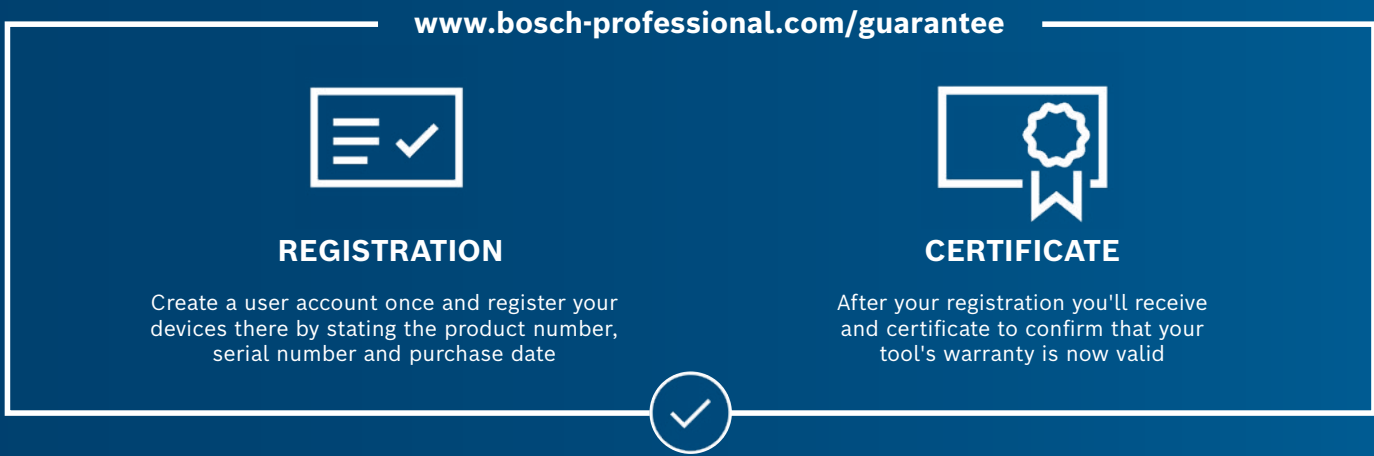 www.bosch-professional.com/guarantee
REGISTRATION
Create a user account once and register your
devices there by stating the product number,
serial number and purchase date
CERTIFICATE
After your registration you'll receive
and certificate to confirm that your
tool's warranty is now valid